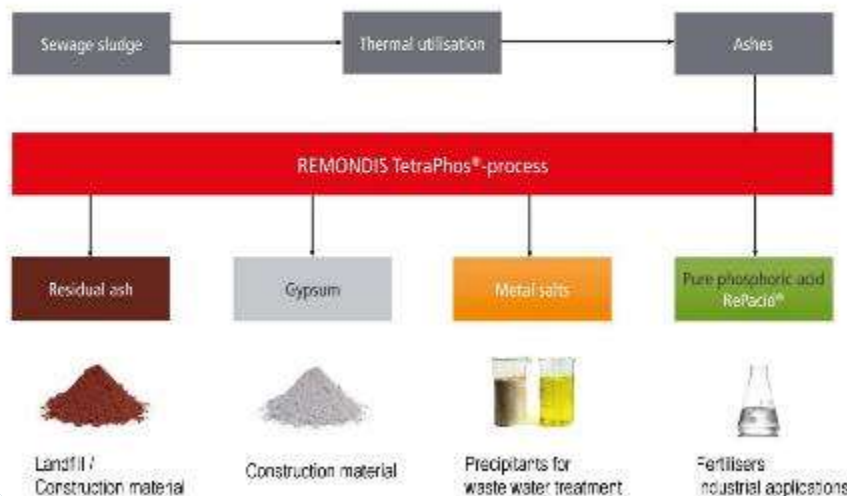 Sewage sludge
Thermal utilisation
Ashes
REMONDIS TetraPhos®-process
Residual ash
Gypsum
Metal salts
Pure phosphoric acid
RePacid®
Landfill /
Construction material
Construction material
Precipitants for
waste water treatment
Fertilisers
industrial applications